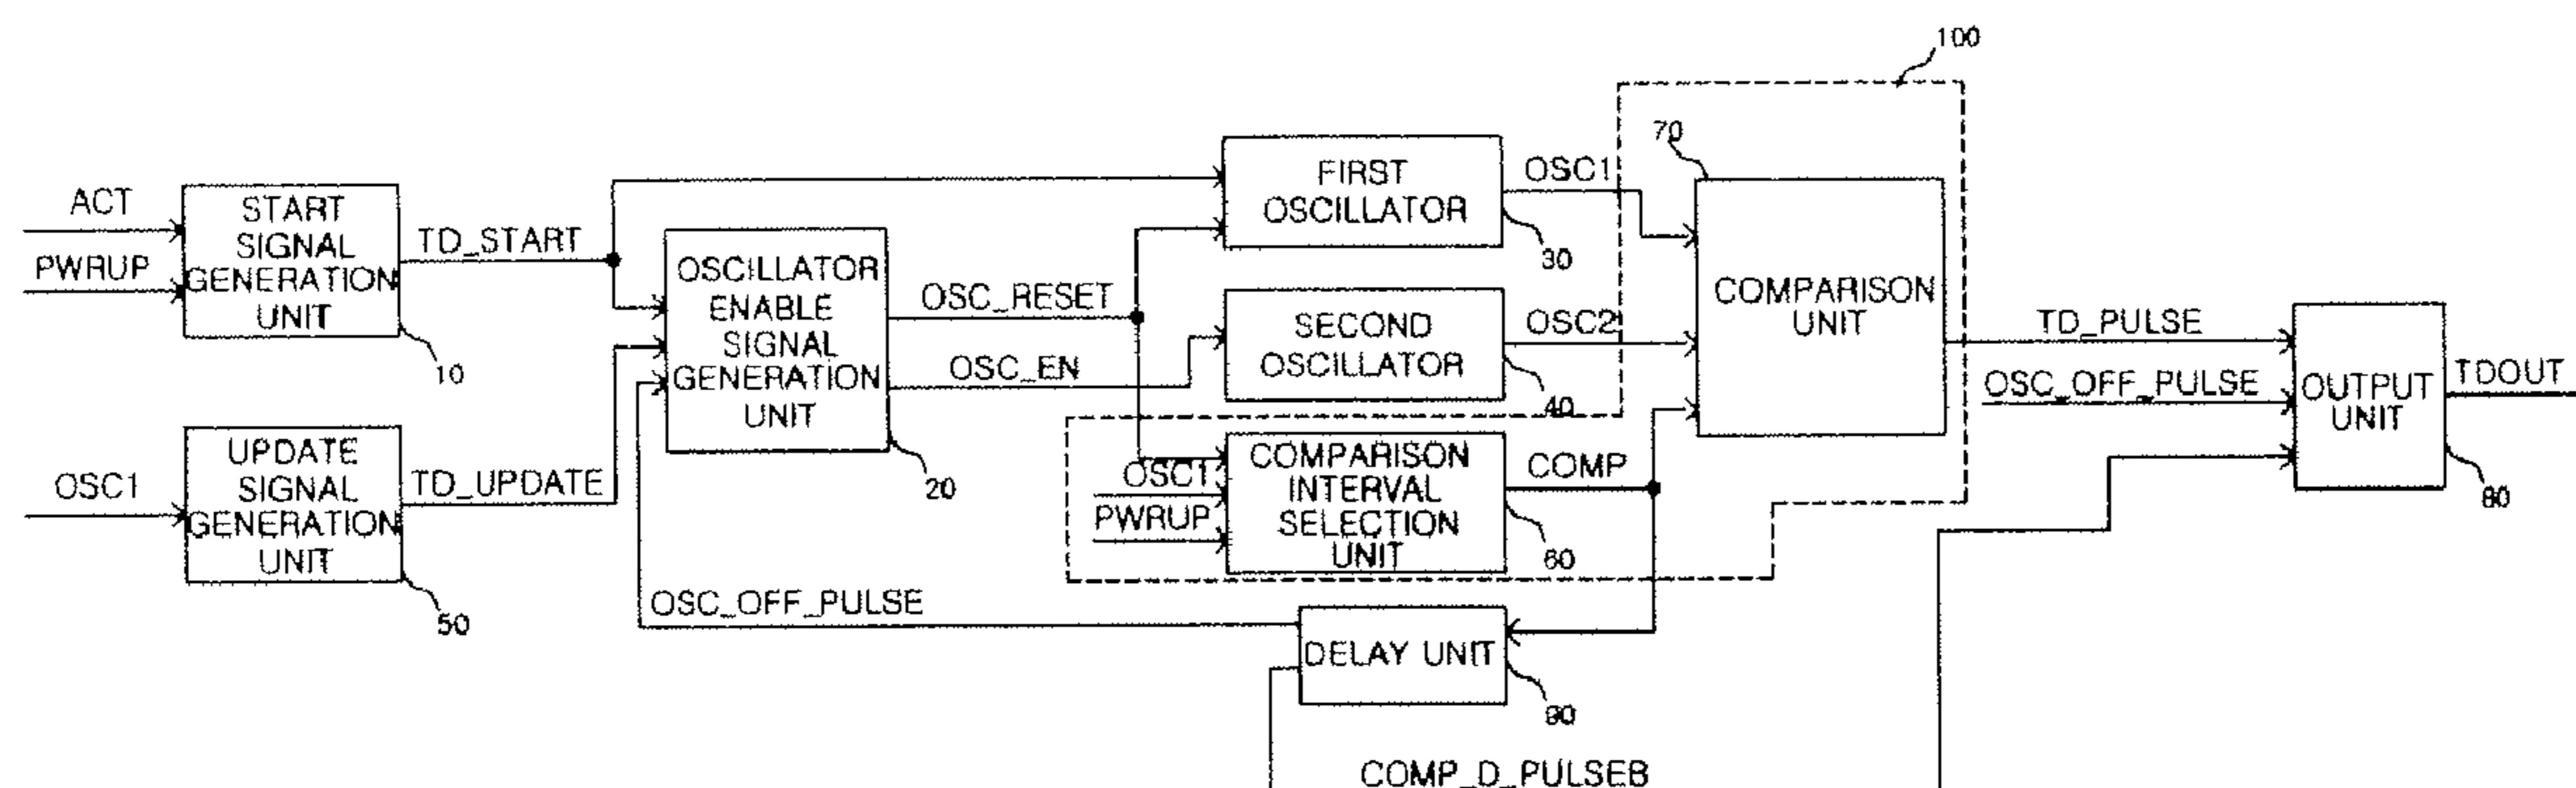 100
70
ACT
PWRUP
START
SIGNAL
GENERATION
UNIT
10
TD_START
OSC1
UPDATE
SIGNAL
GENERATION
UNIT
50
TD_UPDATE
OSCILLATOR
ENABLE
SIGNAL
GENERATION
UNIT
20
OSC_RESET
OSC_EN
FIRST
OSCILLATOR
30
OSC1
SECOND
OSCILLATOR
40
OSC2
OSC1
PWRUP
COMPARISON
INTERVAL
SELECTION
UNIT
60
COMP
COMPARISON
UNIT
TD_PULSE
OSC_OFF_PULSE
OUTPUT
UNIT
80
TDOUT
OSC_OFF_PULSE
DELAY UNIT
90
COMP_D_PULSEB